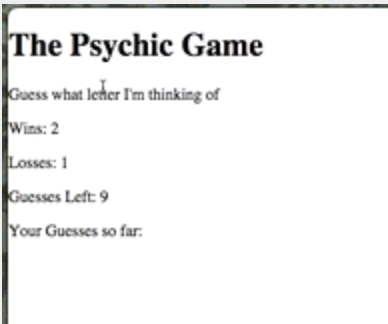 The Psychic Game
Guess what letter I'm thinking of
Wins: 2
Losses: 1
Guesses Left: 9
Your Guesses so far: